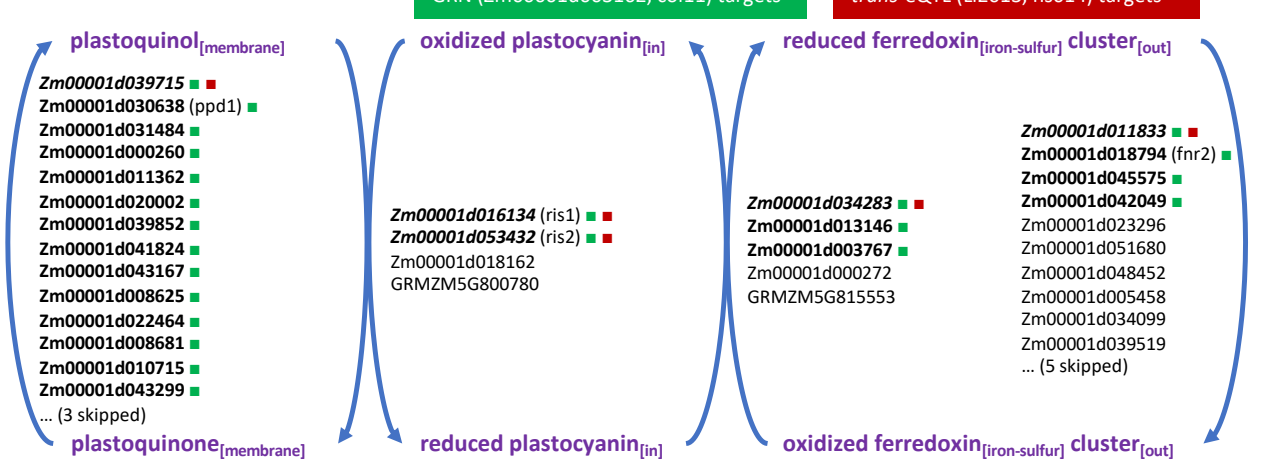 targets
targets
plastoquinol[membrane]
oxidized plastocyanin[in]
reduced ferredoxin[iron-sulfur] cluster[out]
Zm00001d039715
Zm00001d030638 (ppd1)
Zm00001d031484
Zm00001d000260
Zm00001d011362
Zm00001d020002
Zm00001d039852
Zm00001d041824
Zm00001d043167
Zm00001d008625
Zm00001d022464
Zm00001d008681
Zm00001d010715
Zm00001d043299
... (3 skipped)
Zm00001d016134 (ris1)
Zm00001d053432 (ris2)
Zm00001d018162
GRMZM5G800780
Zm00001d034283
Zm00001d013146
Zm00001d003767
Zm00001d000272
GRMZM5G815553
Zm00001d011833
Zm00001d018794 (fnr2)
Zm00001d045575
Zm00001d042049
Zm00001d023296
Zm00001d051680
Zm00001d048452
Zm00001d005458
Zm00001d034099
Zm00001d039519
... (5 skipped)
plastoquinone[membrane]
reduced plastocyanin[in]
oxidized ferredoxin[iron-sulfur] cluster[out]